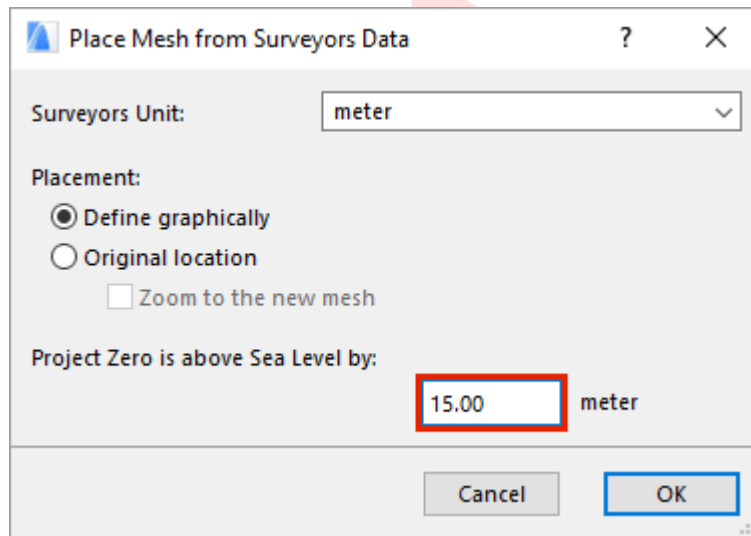 Place Mesh from Surveyors Data ? ×
Surveyors Unit: meter
Placement:
Define graphically
Original location
Zoom to the new mesh
Project Zero is above Sea Level by:
15.00 meter
Cancel OK